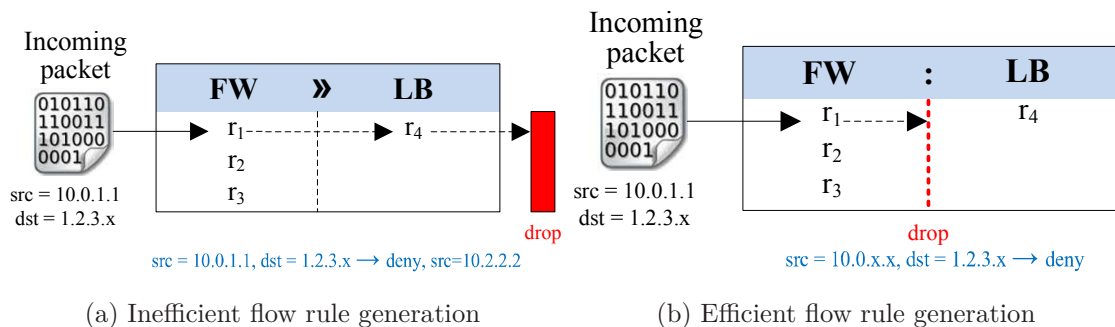 Incoming
packet
010110
110011
101000
0001
src = 10.0.1.1
dst = 1.2.3.x
FW » LB
r1 r4
r2
r3
drop
src = 10.0.1.1, dst = 1.2.3.x → deny, src=10.2.2.2
(a) Inefficient flow rule generation
Incoming
packet
010110
110011
101000
0001
src = 10.0.1.1
dst = 1.2.3.x
FW : LB
r1 r4
r2
r3
drop
src = 10.0.x.x, dst = 1.2.3.x → deny
(b) Efficient flow rule generation